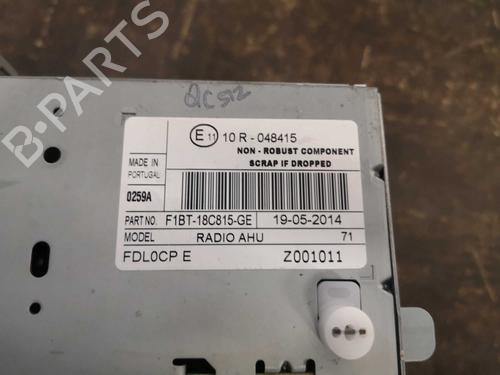 QC512
E 11 10 R - 048415
NON - ROBUST COMPONENT
SCRAP IF DROPPED
MADE IN
PORTUGAL
0259A
PART NO. F1BT-18C815-GE 19-05-2014
MODEL RADIO AHU 71
FDL0CP E Z001011
B-PARTS